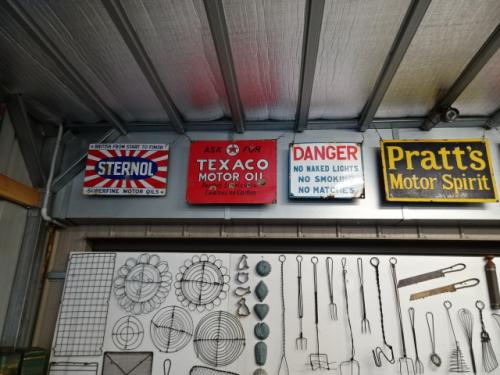 BRITISH FROM START TO FINISH
STERNOL
SUPERFINE MOTOR OILS
ASK FOR
TEXACO
MOTOR OIL
DANGER
NO NAKED LIGHTS
NO SMOKING
NO MATCHES
Pratt's
Motor Spirit